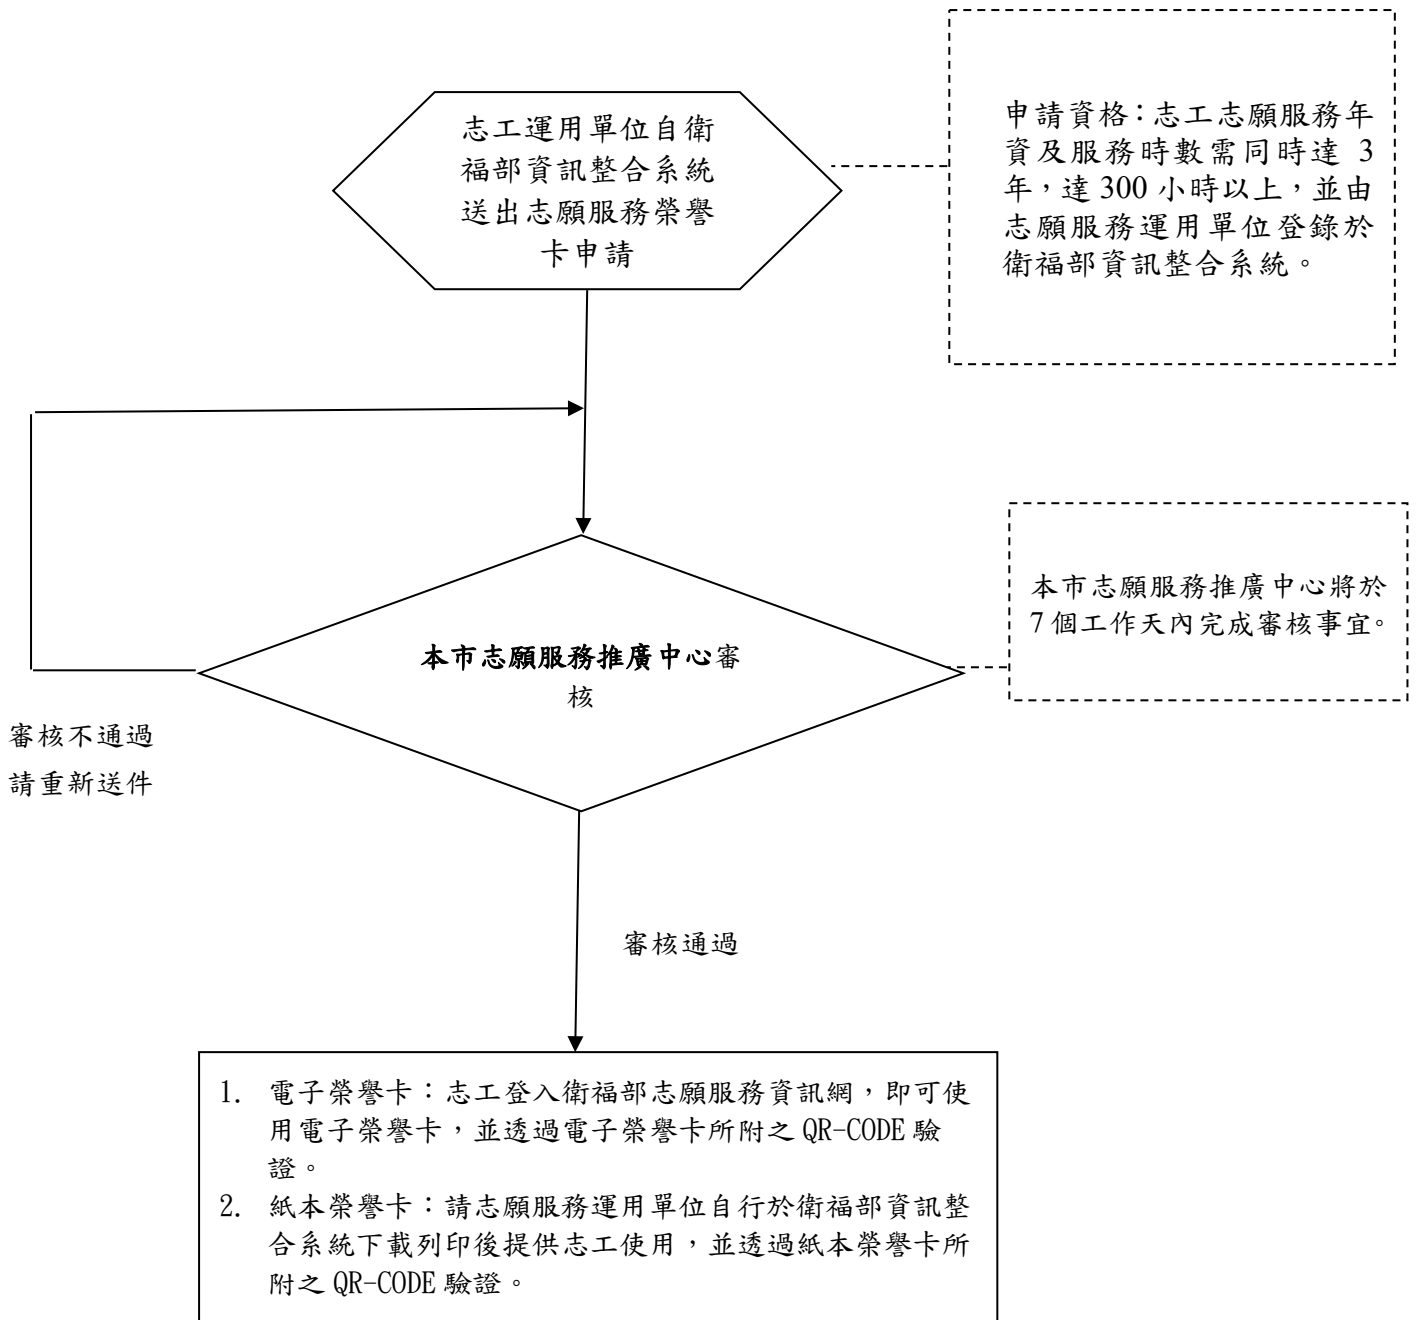 志工運用單位自衛
福部資訊整合系統
送出志願服務榮譽
卡申請
申請資格：志工志願服務年
資及服務時數需同時達 3
年，達 300 小時以上，並由
志願服務運用單位登錄於
衛福部資訊整合系統。
本市志願服務推廣中心審
核
本市志願服務推廣中心將於
7 個工作天內完成審核事宜。
審核不通過
請重新送件
審核通過
1. 電子榮譽卡：志工登入衛福部志願服務資訊網，即可使
用電子榮譽卡，並透過電子榮譽卡所附之 QR-CODE 驗
證。
2. 紙本榮譽卡：請志願服務運用單位自行於衛福部資訊整
合系統下載列印後提供志工使用，並透過紙本榮譽卡所
附之 QR-CODE 驗證。